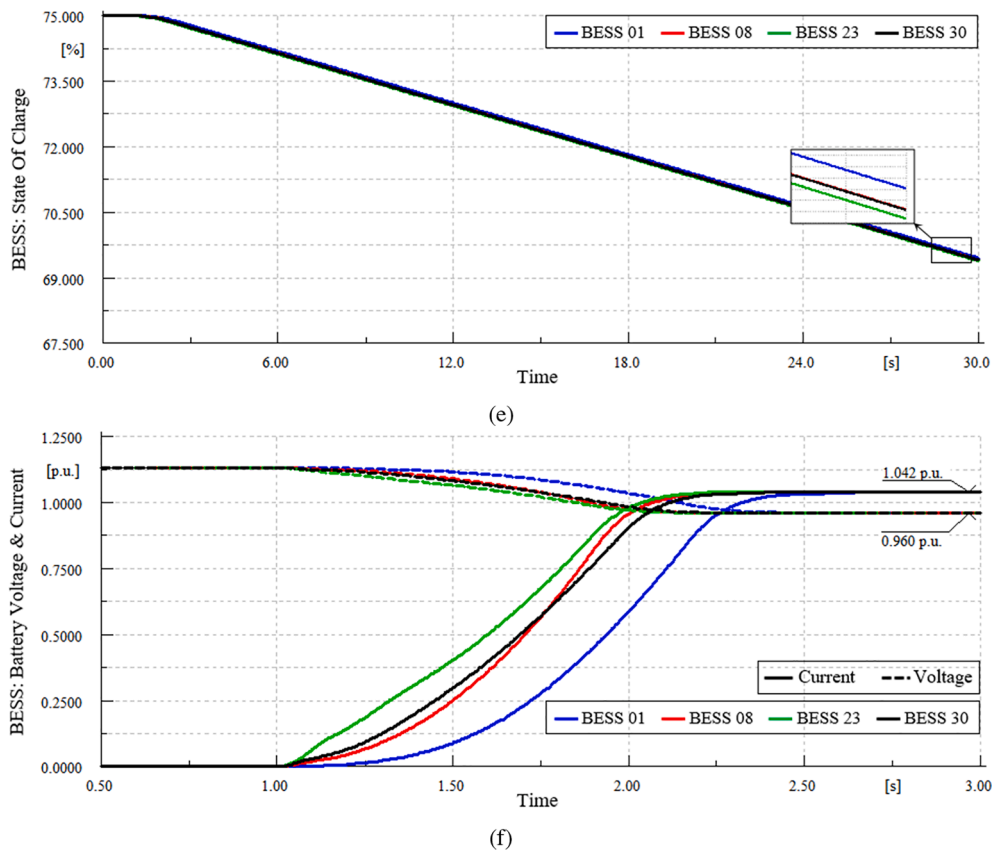 75.000
[%]
73.500
72.000
70.500
69.000
67.500
BESS: State Of Charge
BESS 01 BESS 08 BESS 23 BESS 30
0.00 6.00 12.0 18.0 24.0 [s] 30.0
Time
(e)
1.2500
[p.u.]
1.0000
0.7500
0.5000
0.2500
0.0000
BESS: Battery Voltage & Current
1.042 p.u.
0.960 p.u.
Current Voltage
BESS 01 BESS 08 BESS 23 BESS 30
0.50 1.00 1.50 2.00 2.50 [s] 3.00
Time
(f)